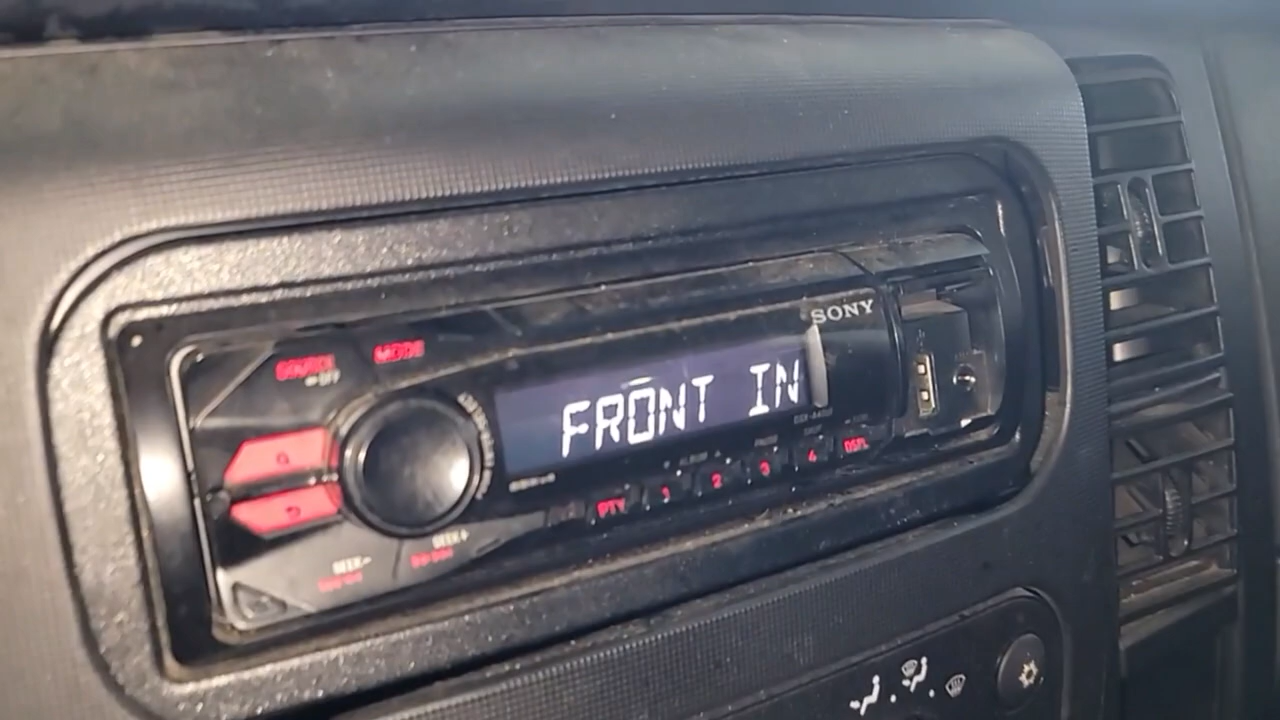 SONY
SOURCE
OFF
MODE
FRONT IN
PTY
1
2
3
4
DSPL
SEEK-
SEEK+